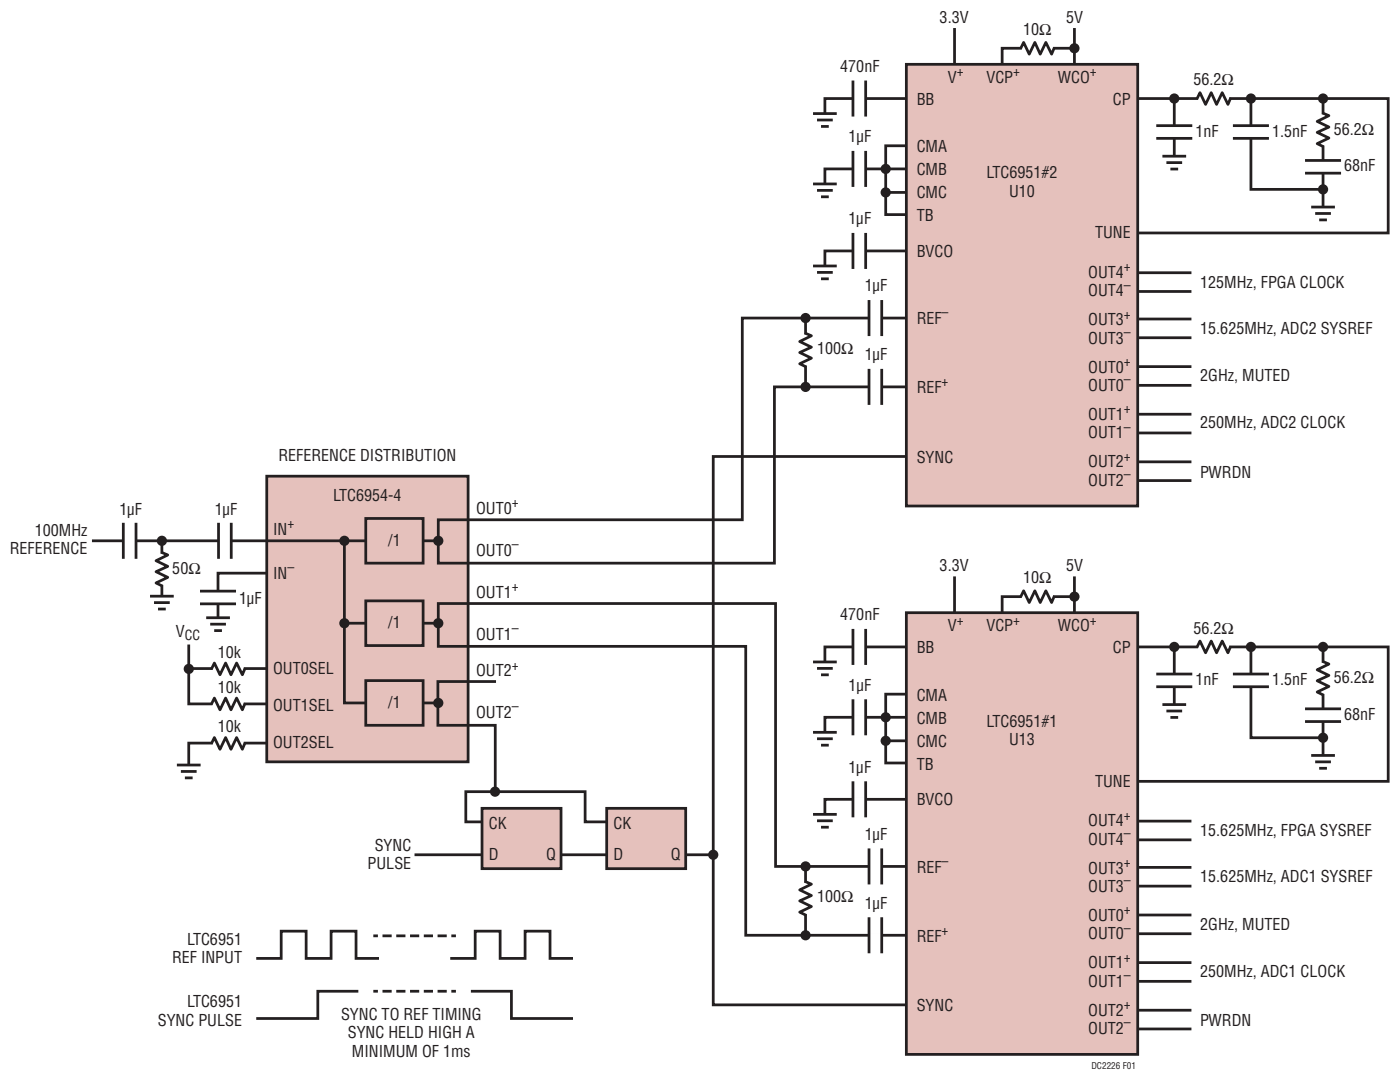 3.3V
10Ω
5V
V+
VCP+
WCO+
470nF
BB
1µF
CMA
CMB
CMC
TB
1µF
BVCO
1µF
REF−
100Ω
1µF
REF+
SYNC
LTC6951#2
U10
CP
56.2Ω
1nF
1.5nF
56.2Ω
68nF
TUNE
OUT4+
OUT4−
125MHz, FPGA CLOCK
OUT3+
OUT3−
15.625MHz, ADC2 SYSREF
OUT0+
OUT0−
2GHz, MUTED
OUT1+
OUT1−
250MHz, ADC2 CLOCK
OUT2+
OUT2−
PWRDN
REFERENCE DISTRIBUTION
LTC6954-4
100MHz
REFERENCE
1µF
50Ω
1µF
IN+
IN−
1µF
VCC
10k
OUT0SEL
10k
OUT1SEL
10k
OUT2SEL
/1
/1
/1
OUT0+
OUT0−
OUT1+
OUT1−
OUT2+
OUT2−
SYNC
PULSE
CK
D
Q
CK
D
Q
3.3V
10Ω
5V
V+
VCP+
WCO+
470nF
BB
1µF
CMA
CMB
CMC
TB
1µF
BVCO
1µF
REF−
100Ω
1µF
REF+
SYNC
LTC6951#1
U13
CP
56.2Ω
1nF
1.5nF
56.2Ω
68nF
TUNE
OUT4+
OUT4−
15.625MHz, FPGA SYSREF
OUT3+
OUT3−
15.625MHz, ADC1 SYSREF
OUT0+
OUT0−
2GHz, MUTED
OUT1+
OUT1−
250MHz, ADC1 CLOCK
OUT2+
OUT2−
PWRDN
LTC6951
REF INPUT
LTC6951
SYNC PULSE
SYNC TO REF TIMING
SYNC HELD HIGH A
MINIMUM OF 1ms
DC2226 F01